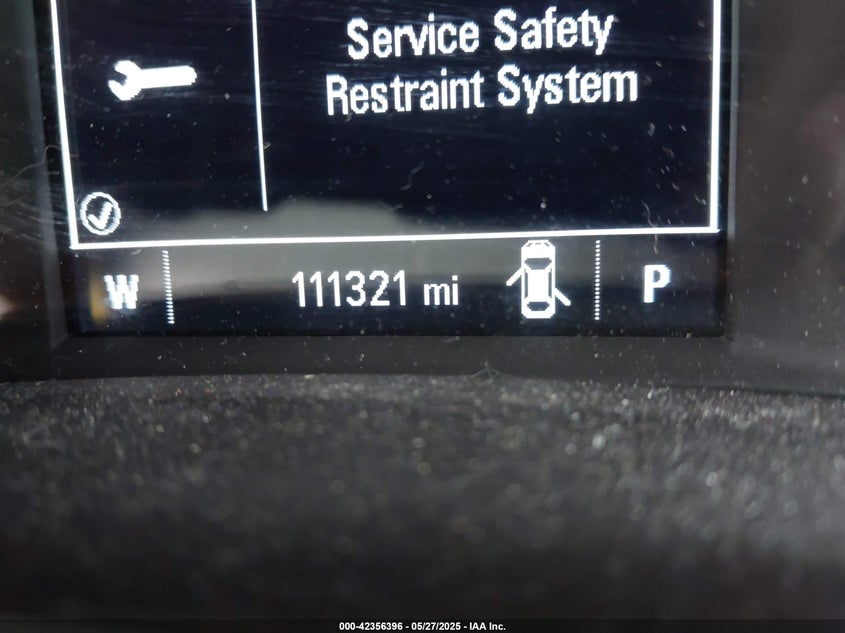 Service Safety
Restraint System
W 111321 mi P
000-42356396 - 05/27/2025 - IAA Inc.